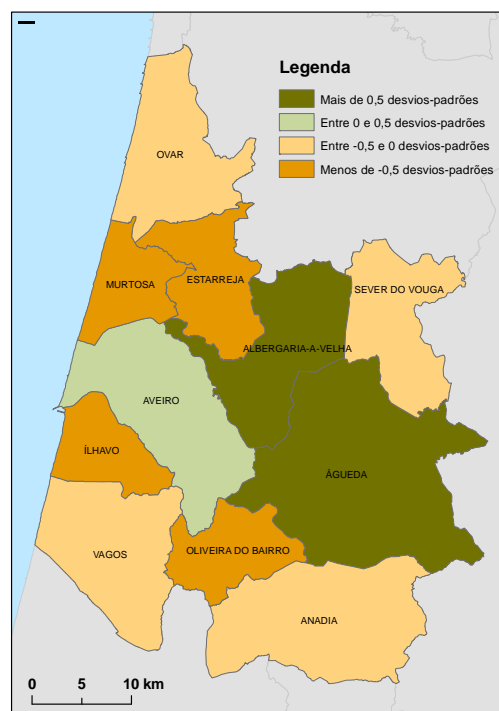 Legenda
Mais de 0,5 desvios-padrões
Entre 0 e 0,5 desvios-padrões
Entre -0,5 e 0 desvios-padrões
Menos de -0,5 desvios-padrões
OVAR
MURTOSA
ESTARREJA
SEVER DO VOUGA
ALBERGARIA-A-VELHA
AVEIRO
ÍLHAVO
ÁGUEDA
VAGOS
OLIVEIRA DO BAIRRO
ANADIA
0 5 10 km